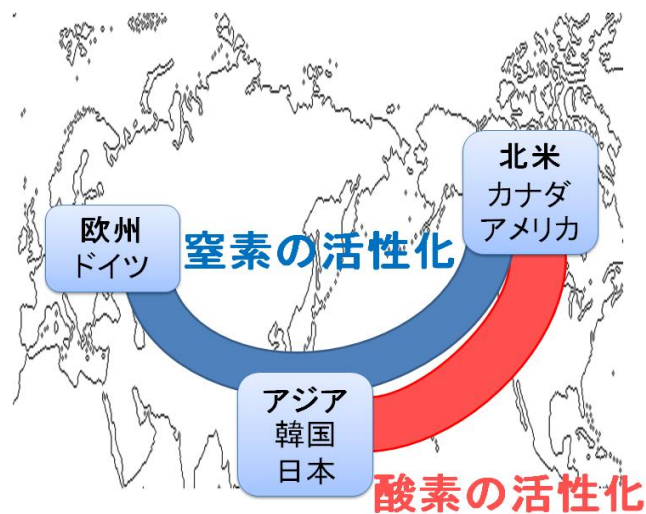 北米
カナダ
アメリカ
欧州
ドイツ
窒素の活性化
アジア
韓国
日本
酸素の活性化